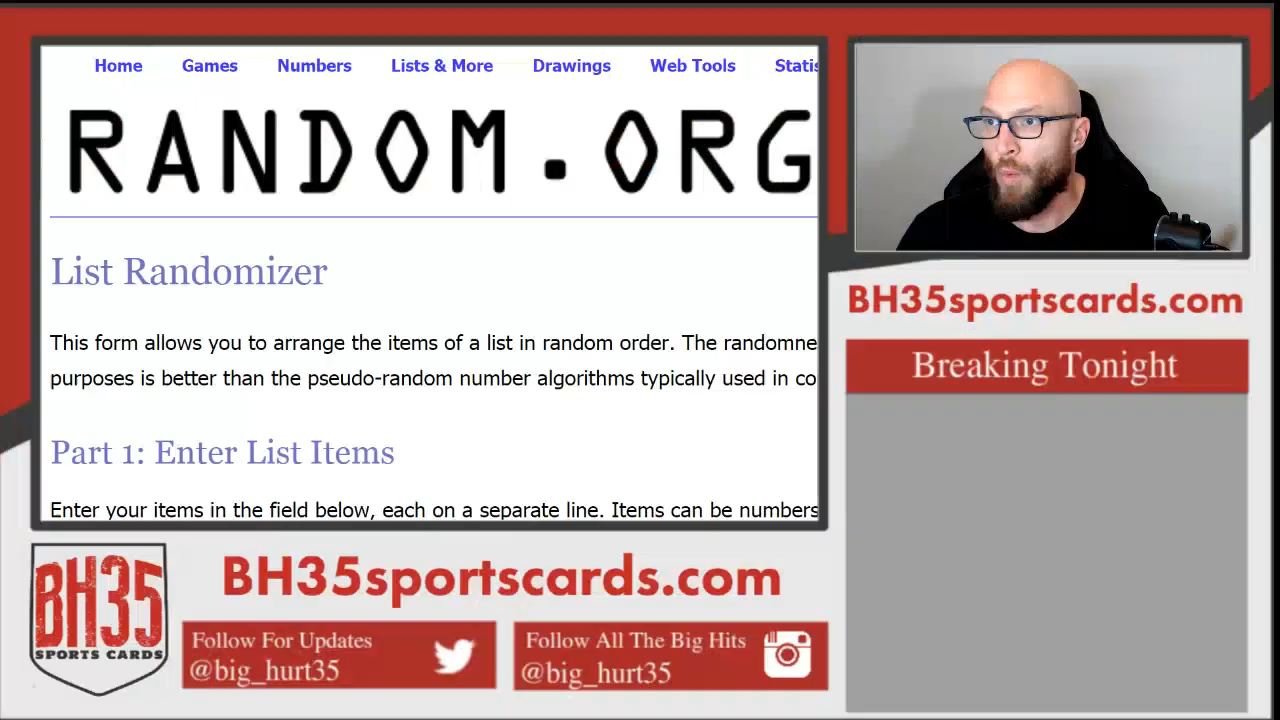 Home Games Numbers Lists & More Drawings Web Tools Statis
RANDOM.ORG
List Randomizer
This form allows you to arrange the items of a list in random order. The randomne
purposes is better than the pseudo-random number algorithms typically used in co
Part 1: Enter List Items
Enter your items in the field below, each on a separate line. Items can be numbers
BH35sportscards.com
Breaking Tonight
BH35
SPORTS CARDS
BH35sportscards.com
Follow For Updates
@big_hurt35
Follow All The Big Hits
@big_hurt35